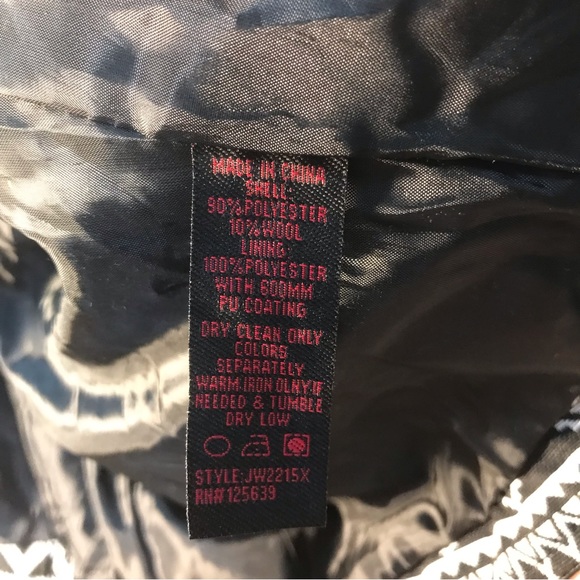 MADE IN CHINA
SHELL
90%POLYESTER
10%WOOL
LINING:
100%POLYESTER
WITH 600MM
PU COATING
DRY CLEAN ONLY
COLORS
SEPARATELY
WARM IRON OLNY IF
NEEDED & TUMBLE
DRY LOW
STYLE:JW2215X
RN#125639